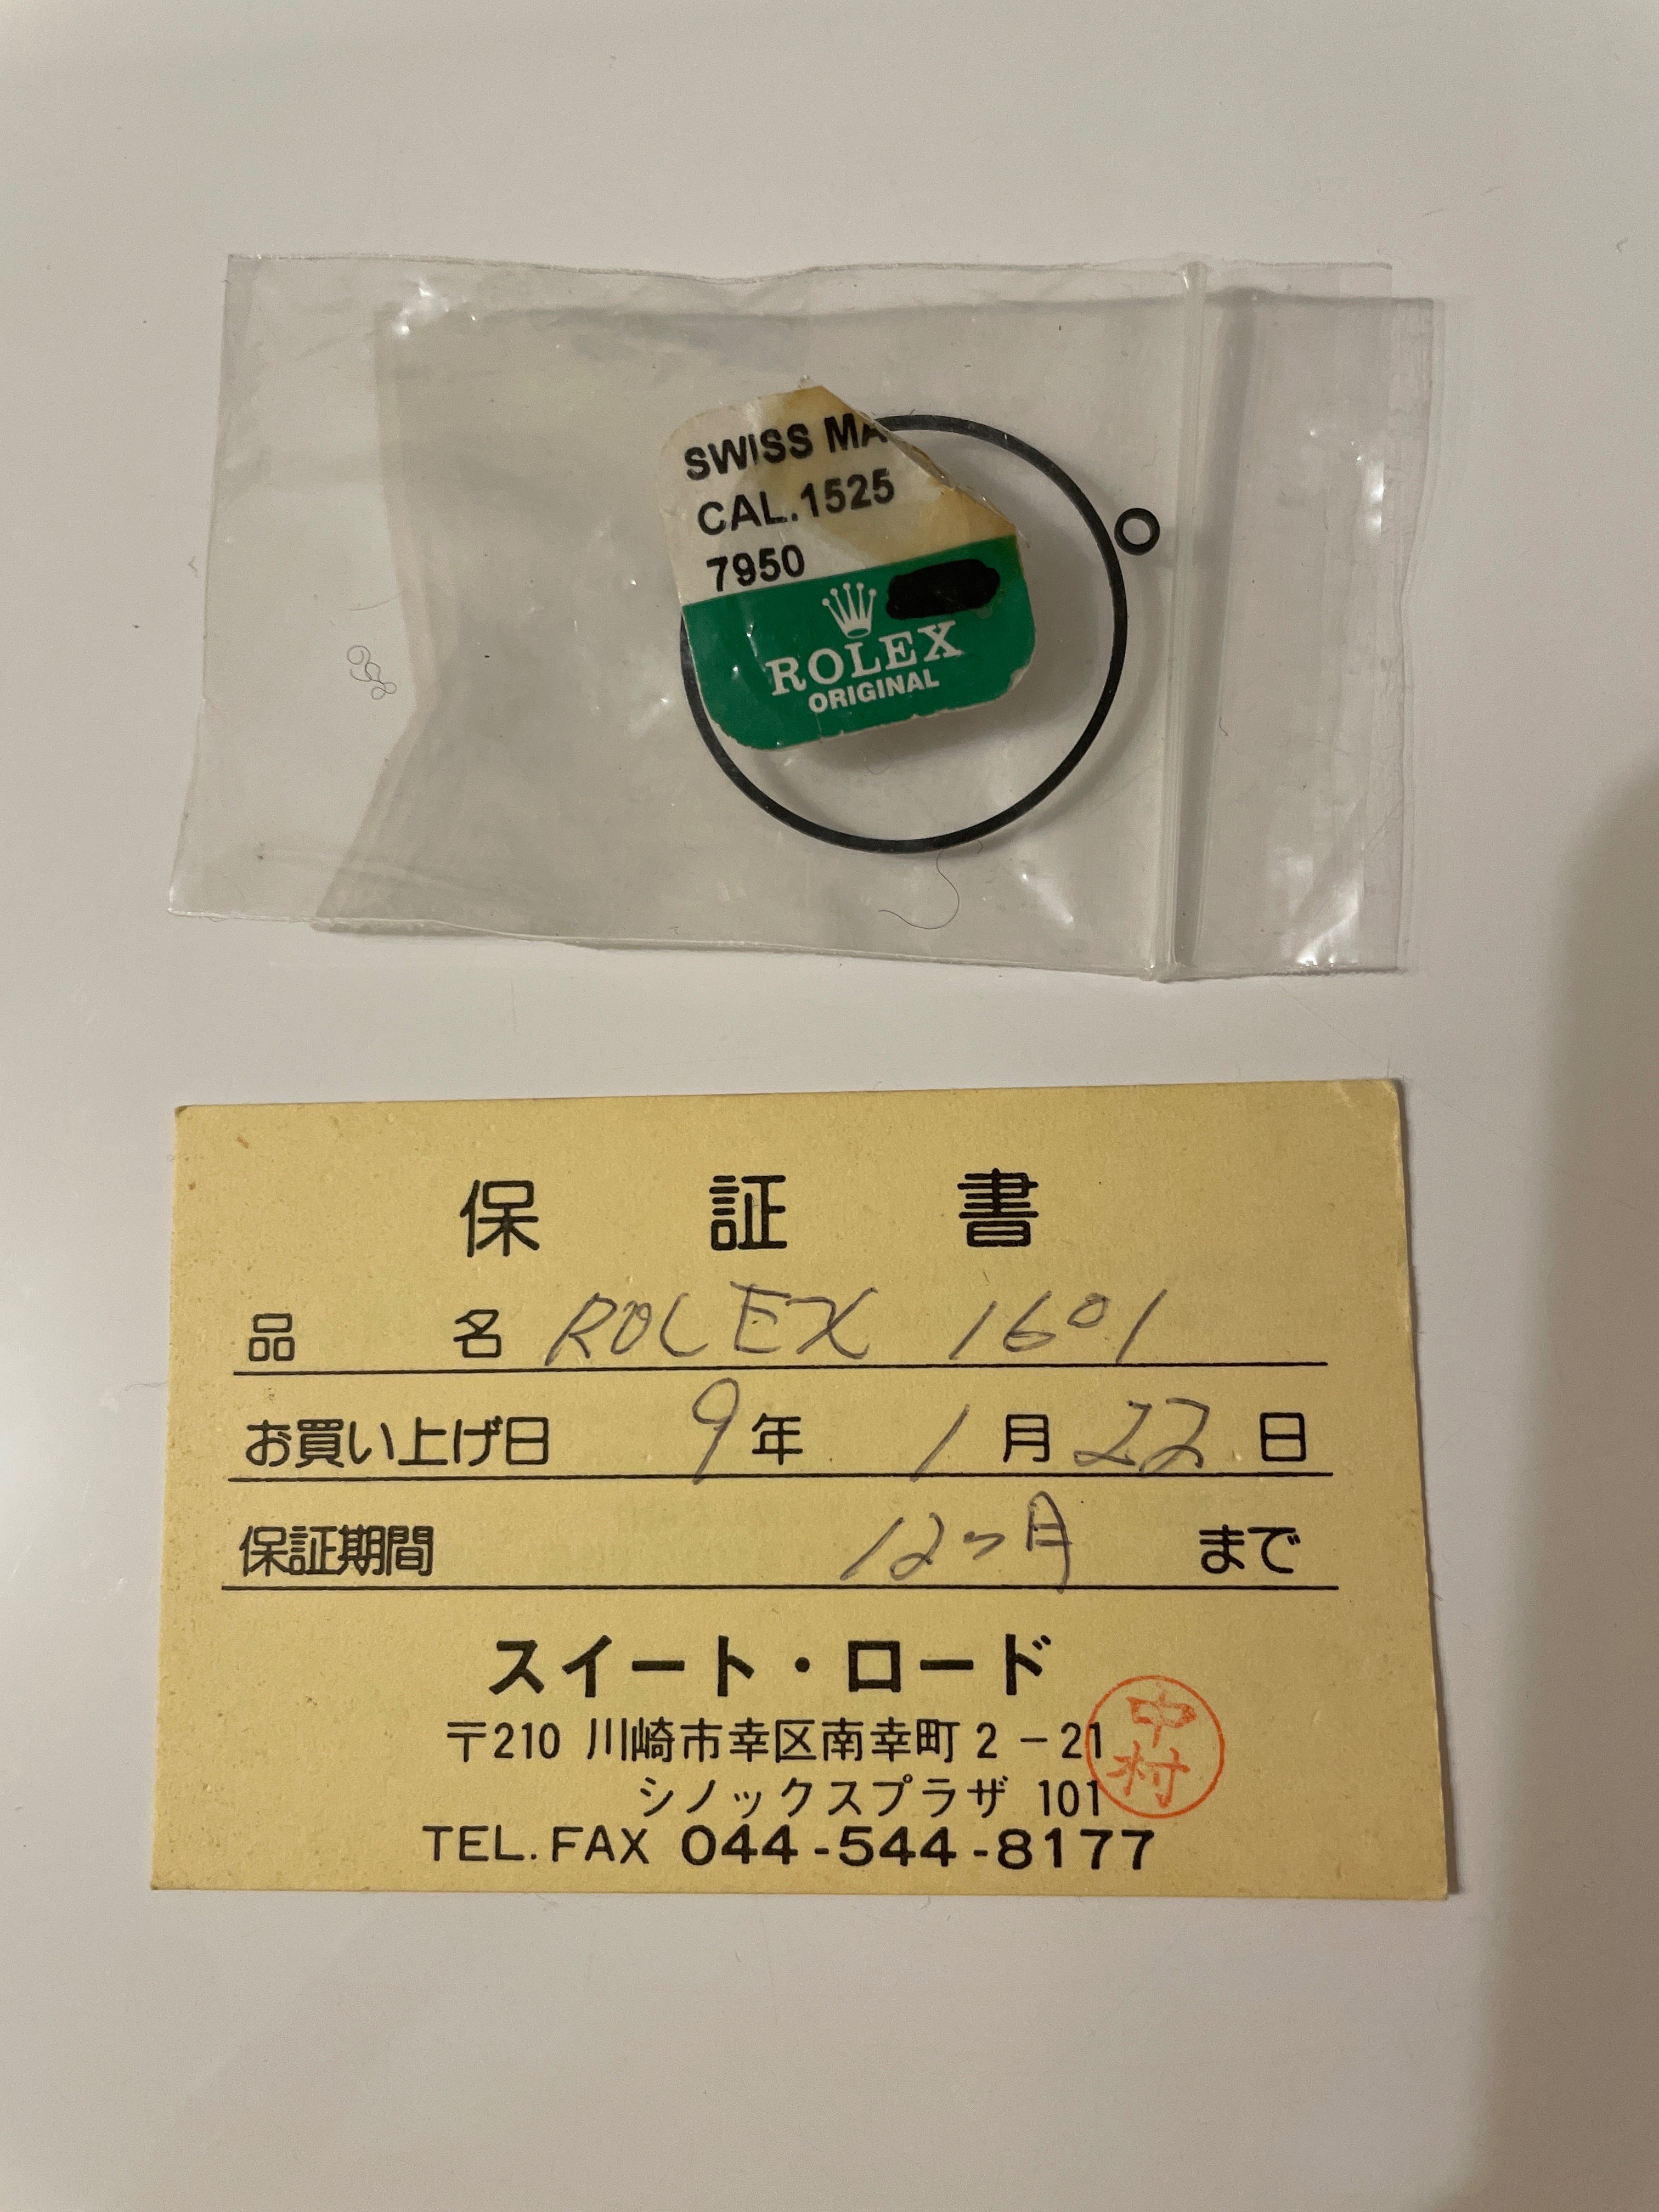 SWISS MA
CAL.1525
7950
ROLEX
ORIGINAL
保証書
品名 ROLEX 1601
お買い上げ日 9年 1月 22日
保証期間 12ヶ月 まで
スイート・ロード
〒210 川崎市幸区南幸町2-21
シノックスプラザ 101
TEL.FAX 044-544-8177
中村